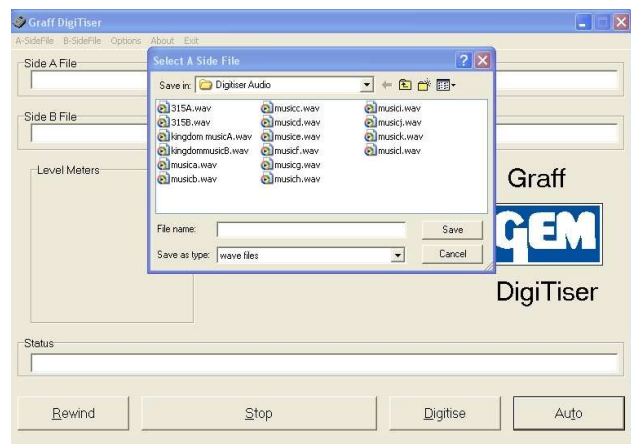 Graff DigiTiser
A-SideFile B-SideFile Options About Exit
Side A File
Select A Side File
Save in: Digitiser Audio
315A.wav musicc.wav musici.wav
315B.wav musicd.wav musicj.wav
kingdom musicA.wav musice.wav musick.wav
kingdommusicB.wav musicf.wav musicl.wav
musica.wav musicg.wav
musicb.wav musich.wav
File name: Save
Save as type: wave files Cancel
Side B File
Level Meters
Graff
GEM
DigiTiser
Status
Rewind Stop Digitise Auto